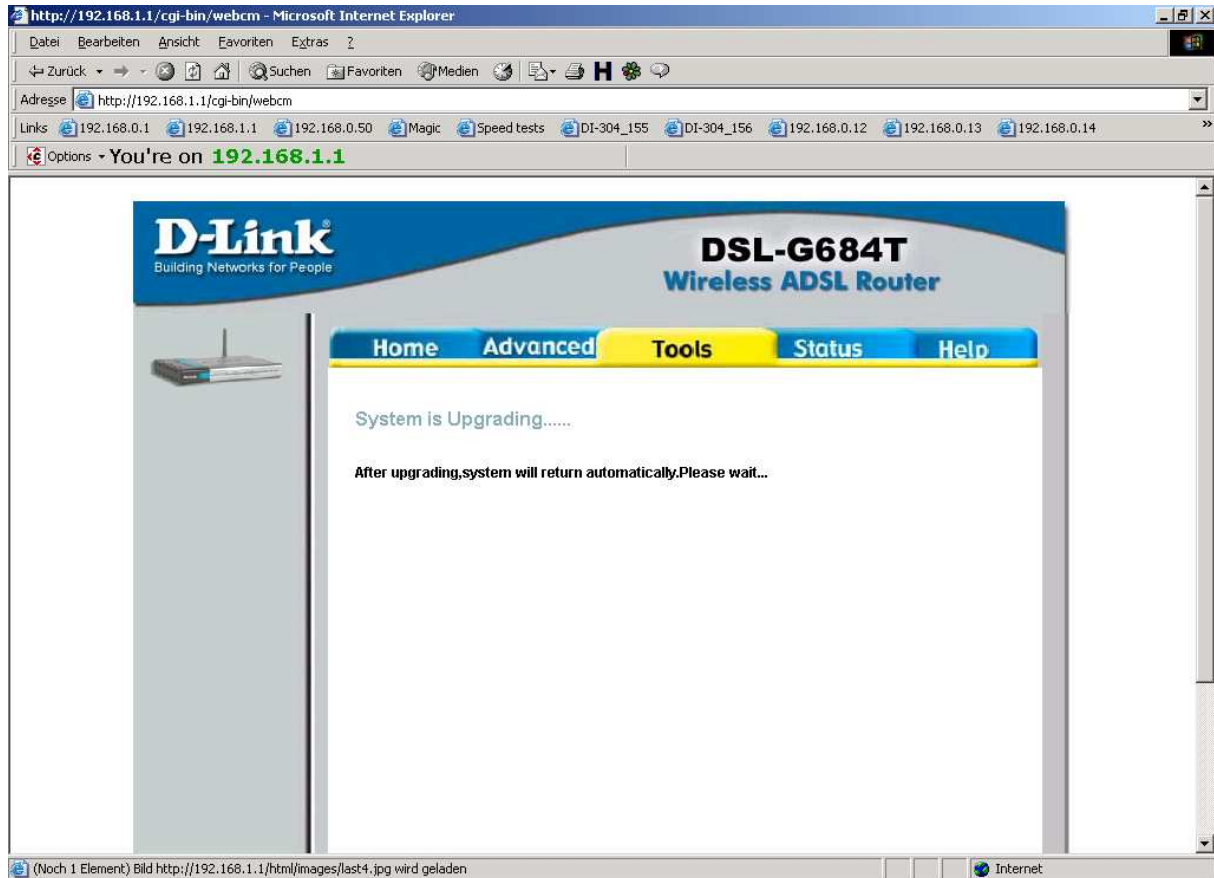 http://192.168.1.1/cgi-bin/webcm - Microsoft Internet Explorer
Datei Bearbeiten Ansicht Favoriten Extras ?
Zurück Suchen Favoriten Medien H
Adresse http://192.168.1.1/cgi-bin/webcm
Links 192.168.0.1 192.168.1.1 192.168.0.50 Magic Speed tests DI-304_155 DI-304_156 192.168.0.12 192.168.0.13 192.168.0.14 »
Options You're on 192.168.1.1
D-Link®
Building Networks for People
DSL-G684T
Wireless ADSL Router
Home Advanced Tools Status Help
System is Upgrading......
After upgrading,system will return automatically.Please wait...
(Noch 1 Element) Bild http://192.168.1.1/html/images/last4.jpg wird geladen
Internet